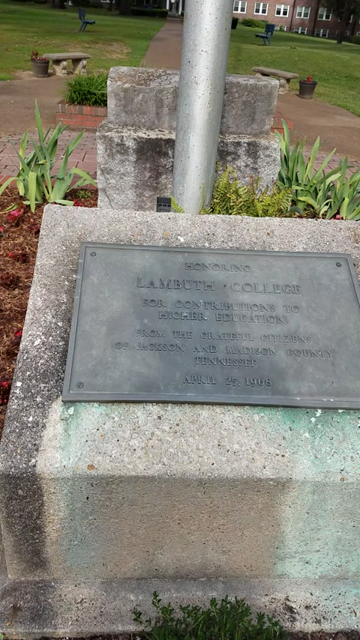 HONORING
LAMBUTH · COLLEGE
FOR CONTRIBUTIONS TO
HIGHER EDUCATION
FROM THE GRATEFUL CITIZENS
OF JACKSON AND MADISON COUNTY
TENNESSEE
APRIL 25, 1968